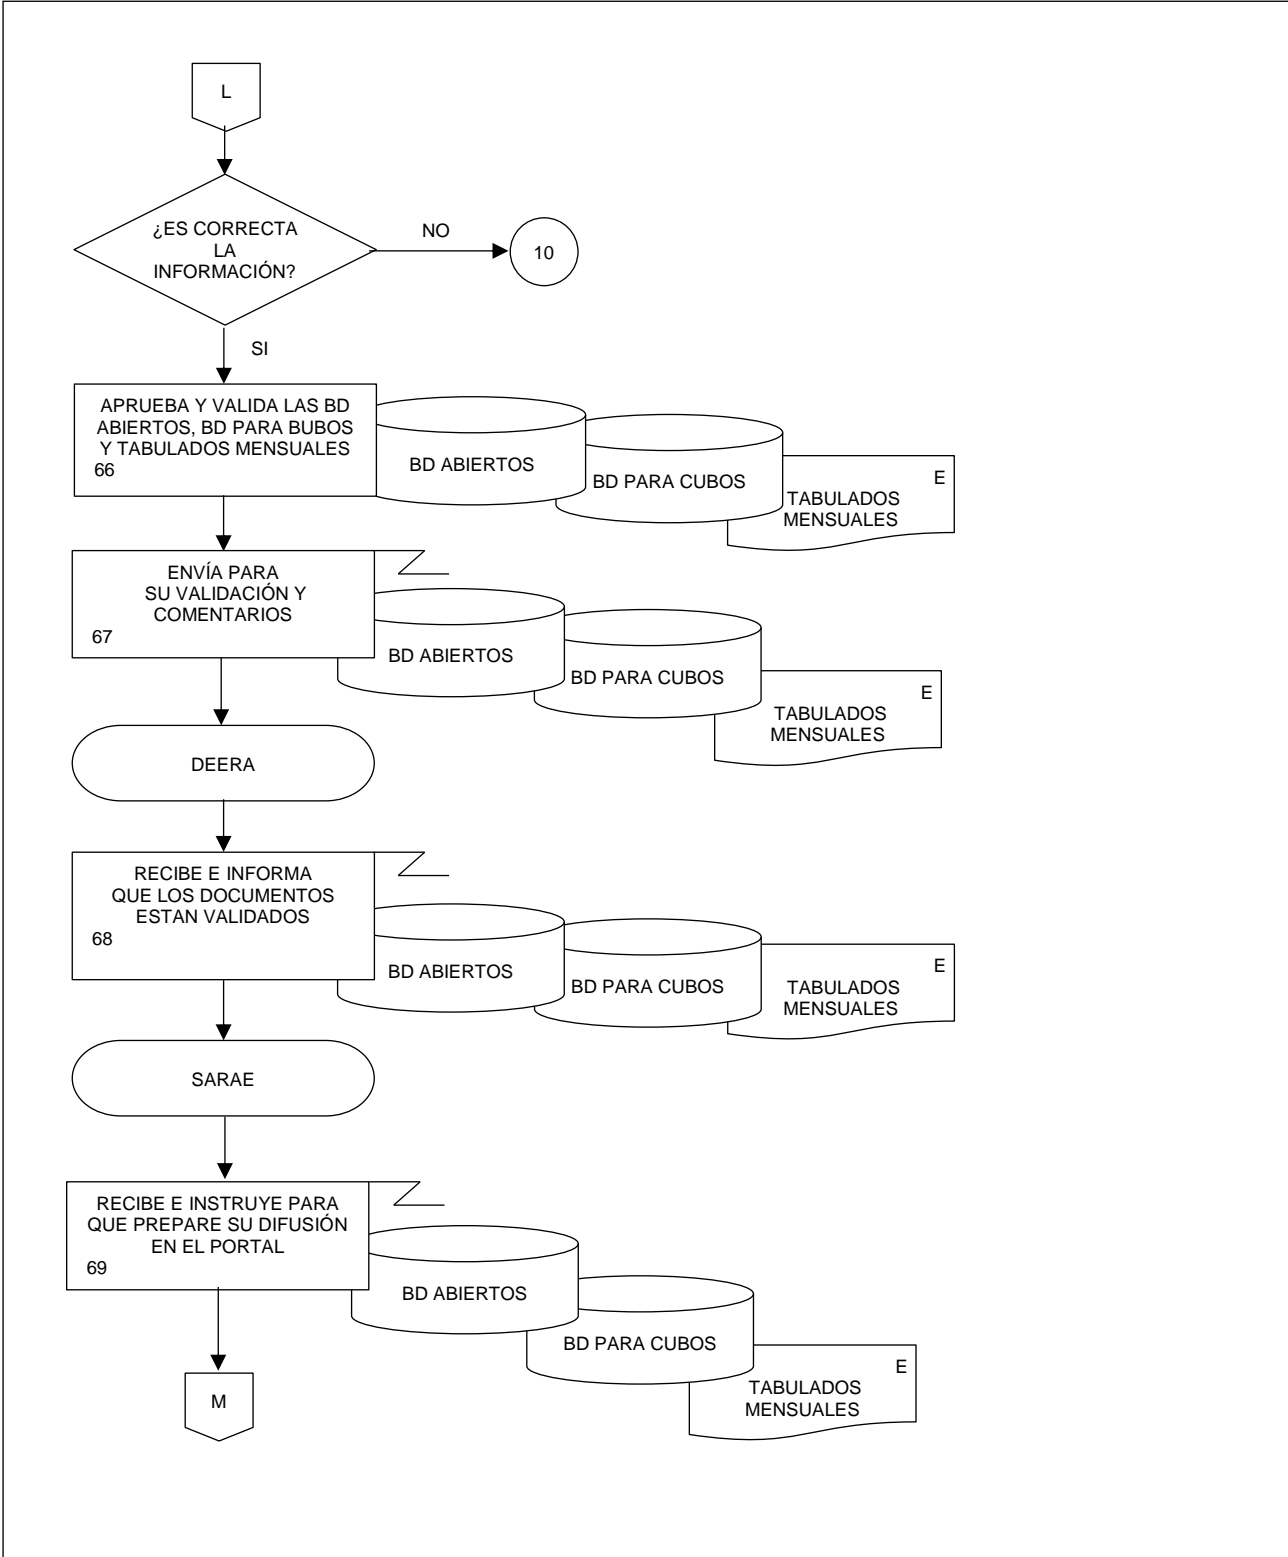 L
¿ES CORRECTA
LA
INFORMACIÓN?
NO
10
SI
APRUEBA Y VALIDA LAS BD
ABIERTOS, BD PARA BUBOS
Y TABULADOS MENSUALES
66
BD ABIERTOS
BD PARA CUBOS
E
TABULADOS
MENSUALES
ENVÍA PARA
SU VALIDACIÓN Y
COMENTARIOS
67
BD ABIERTOS
BD PARA CUBOS
E
TABULADOS
MENSUALES
DEERA
RECIBE E INFORMA
QUE LOS DOCUMENTOS
ESTAN VALIDADOS
68
BD ABIERTOS
BD PARA CUBOS
E
TABULADOS
MENSUALES
SARAE
RECIBE E INSTRUYE PARA
QUE PREPARE SU DIFUSIÓN
EN EL PORTAL
69
BD ABIERTOS
BD PARA CUBOS
E
TABULADOS
MENSUALES
M